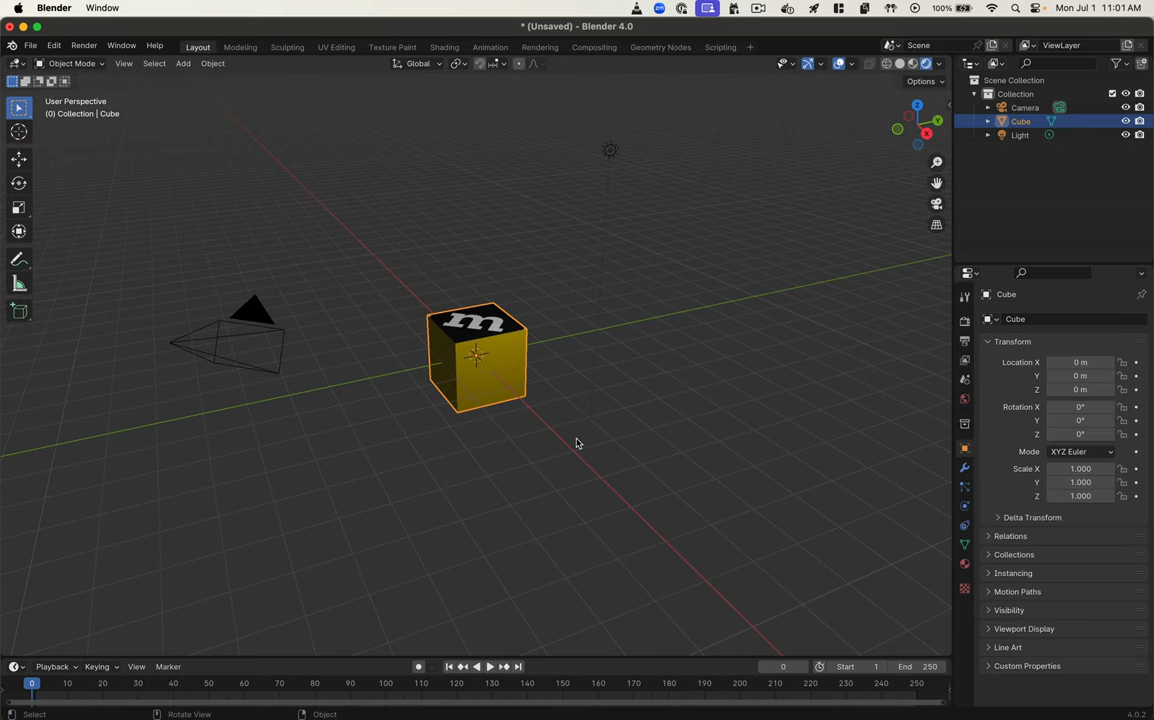 Blender Window 100% Mon Jul 1 11:01 AM
* (Unsaved) - Blender 4.0
File Edit Render Window Help Layout Modeling Sculpting UV Editing Texture Paint Shading Animation Rendering Compositing Geometry Nodes Scripting + Scene ViewLayer
Object Mode View Select Add Object Global
Options
User Perspective
(0) Collection | Cube
Z
Y
X
m
Scene Collection
Collection
Camera
Cube
Light
Cube
Cube
Transform
Location X 0 m
Y 0 m
Z 0 m
Rotation X 0°
Y 0°
Z 0°
Mode XYZ Euler
Scale X 1.000
Y 1.000
Z 1.000
Delta Transform
Relations
Collections
Instancing
Motion Paths
Visibility
Viewport Display
Line Art
Custom Properties
Playback Keying View Marker 0 Start 1 End 250
0 10 20 30 40 50 60 70 80 90 100 110 120 130 140 150 160 170 180 190 200 210 220 230 240 250
Select Rotate View Object 4.0.2